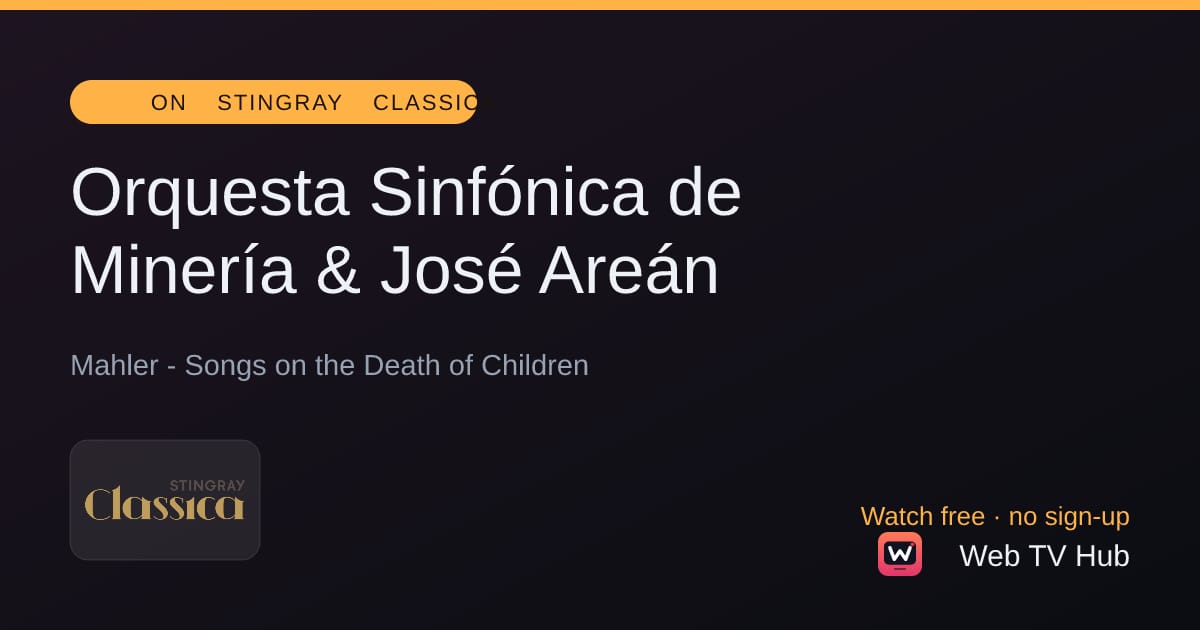 ON STINGRAY CLASSIC
Orquesta Sinfónica de
Minería & José Areán
Mahler - Songs on the Death of Children
STINGRAY
Classica
Watch free · no sign-up
W
Web TV Hub